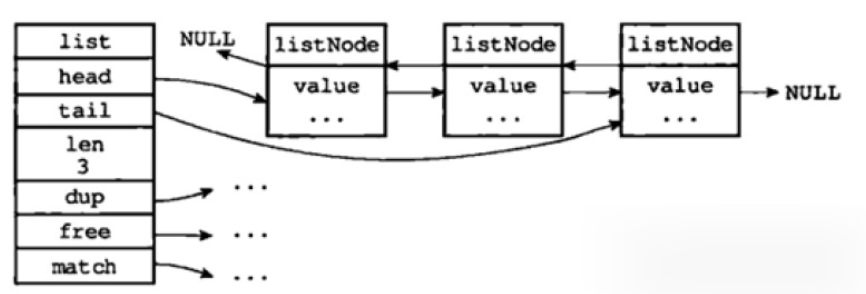 list
head
tail
len
3
dup
free
match
NULL
listNode
value
...
listNode
value
...
listNode
value
...
NULL
...
...
...